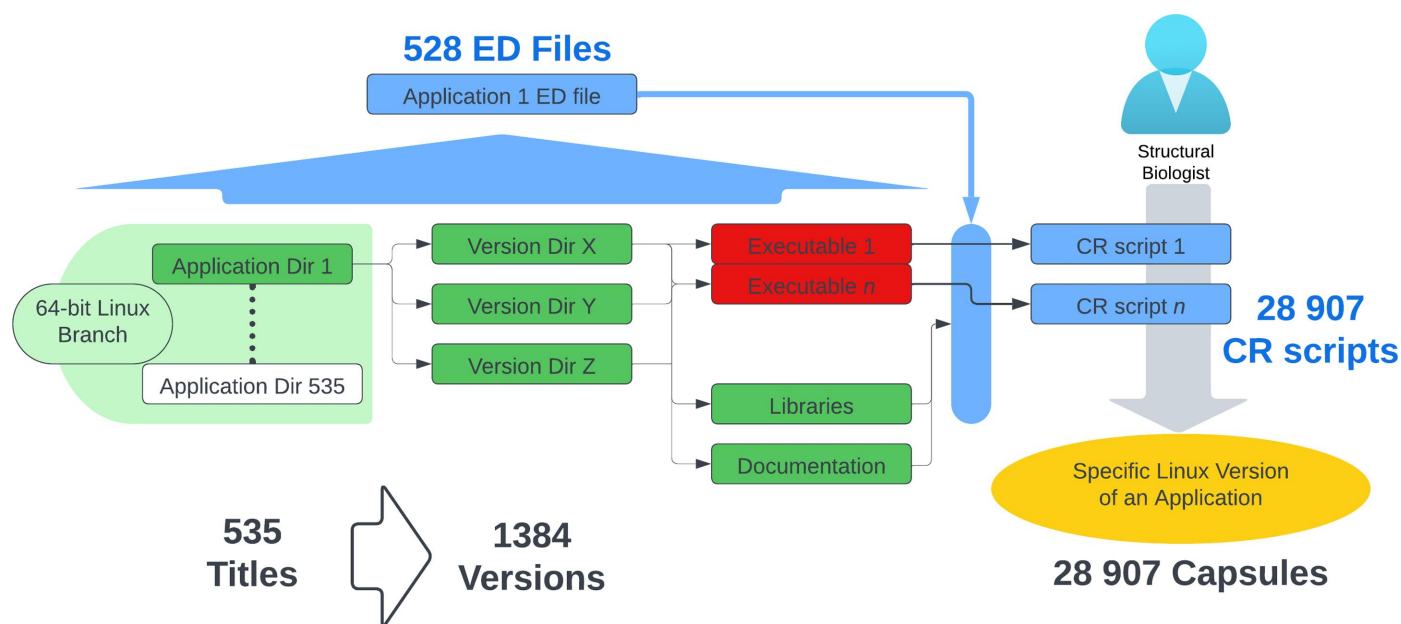 528 ED Files
Application 1 ED file
Structural
Biologist
64-bit Linux
Branch
Application Dir 1
Application Dir 535
Version Dir X
Version Dir Y
Version Dir Z
Executable 1
Executable n
Libraries
Documentation
CR script 1
CR script n
28 907
CR scripts
Specific Linux Version
of an Application
535
Titles
1384
Versions
28 907 Capsules